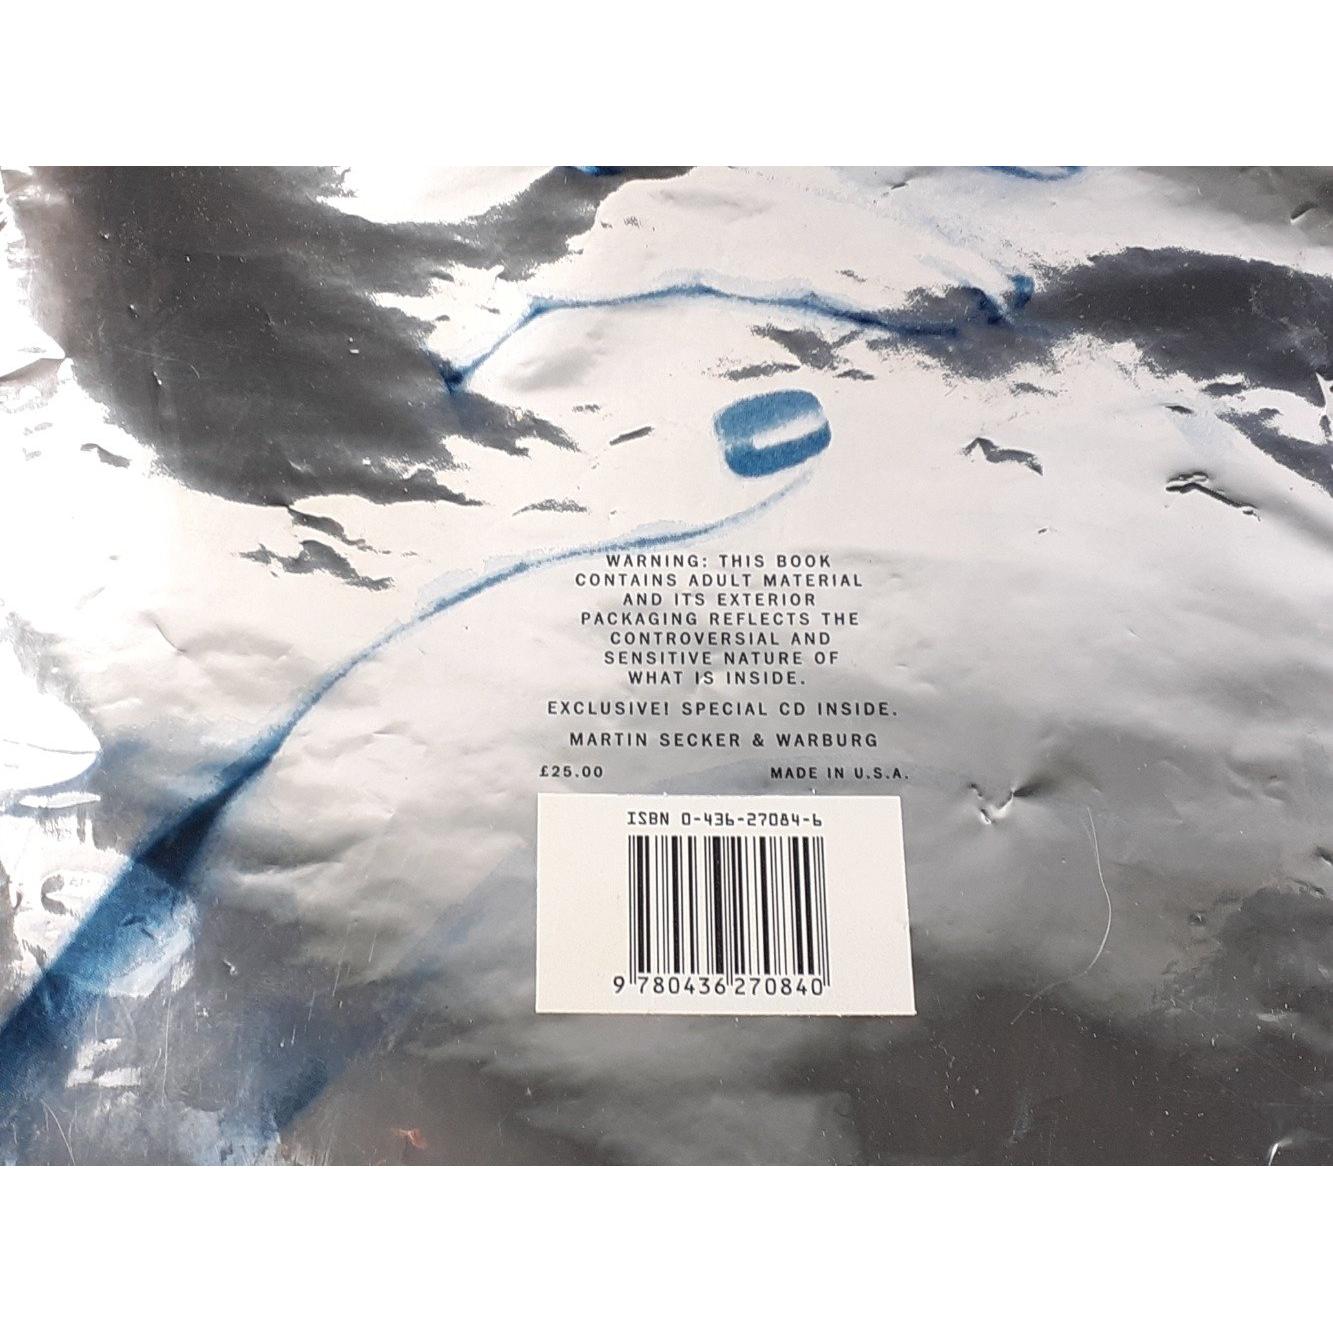 WARNING: THIS BOOK
CONTAINS ADULT MATERIAL
AND ITS EXTERIOR
PACKAGING REFLECTS THE
CONTROVERSIAL AND
SENSITIVE NATURE OF
WHAT IS INSIDE.
EXCLUSIVE! SPECIAL CD INSIDE.
MARTIN SECKER & WARBURG
£25.00 MADE IN U.S.A.
ISBN 0-436-27084-6
9 780436 270840